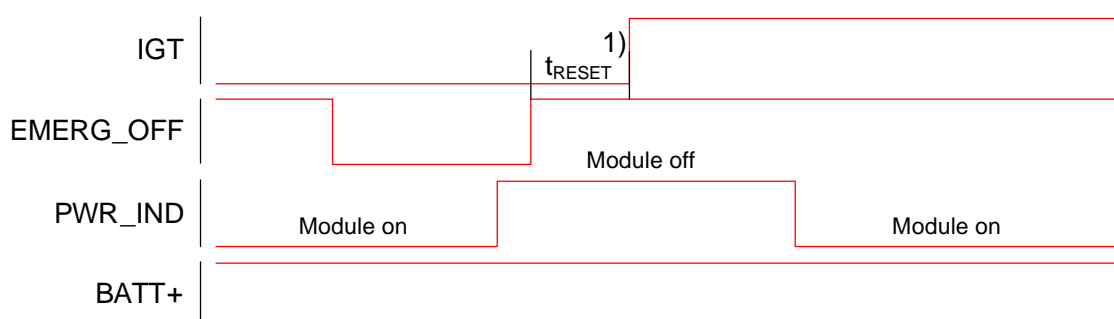 IGT
1)
tRESET
EMERG_OFF
Module off
PWR_IND
Module on
Module on
BATT+